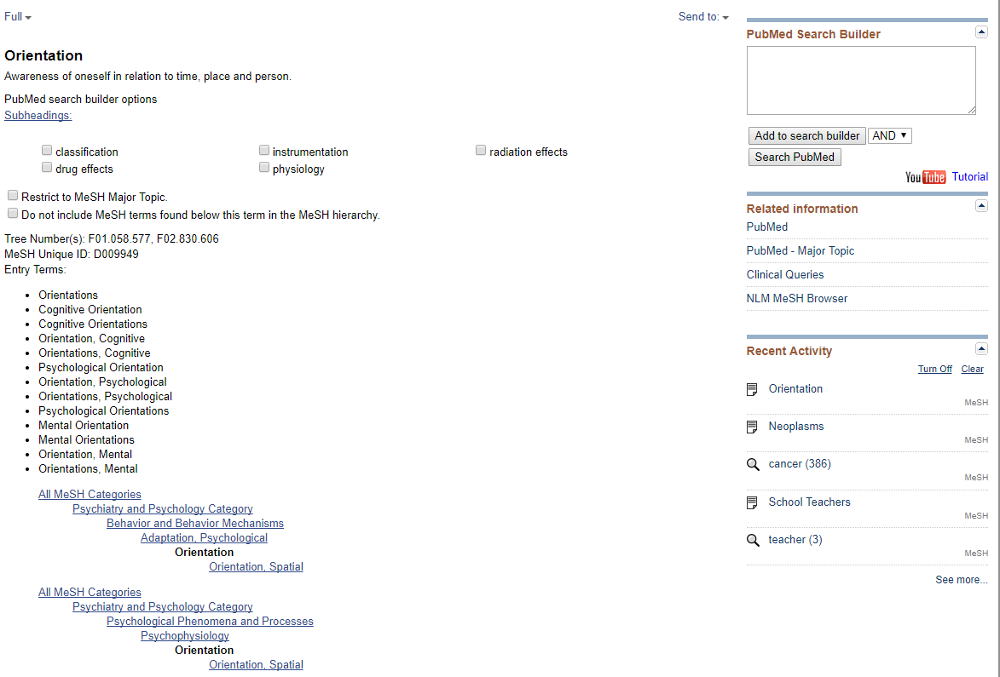 Full
Send to:
Orientation
Awareness of oneself in relation to time, place and person.
PubMed search builder options
Subheadings:
classification
instrumentation
radiation effects
drug effects
physiology
Restrict to MeSH Major Topic.
Do not include MeSH terms found below this term in the MeSH hierarchy.
Tree Number(s): F01.058.577, F02.830.606
MeSH Unique ID: D009949
Entry Terms:
Orientations
Cognitive Orientation
Cognitive Orientations
Orientation, Cognitive
Orientations, Cognitive
Psychological Orientation
Orientation, Psychological
Orientations, Psychological
Psychological Orientations
Mental Orientation
Mental Orientations
Orientation, Mental
Orientations, Mental
All MeSH Categories
Psychiatry and Psychology Category
Behavior and Behavior Mechanisms
Adaptation, Psychological
Orientation
Orientation, Spatial
All MeSH Categories
Psychiatry and Psychology Category
Psychological Phenomena and Processes
Psychophysiology
Orientation
Orientation, Spatial
PubMed Search Builder
Add to search builder AND
Search PubMed
YouTube Tutorial
Related information
PubMed
PubMed - Major Topic
Clinical Queries
NLM MeSH Browser
Recent Activity
Turn Off Clear
Orientation
MeSH
Neoplasms
MeSH
cancer (386)
MeSH
School Teachers
MeSH
teacher (3)
MeSH
See more...